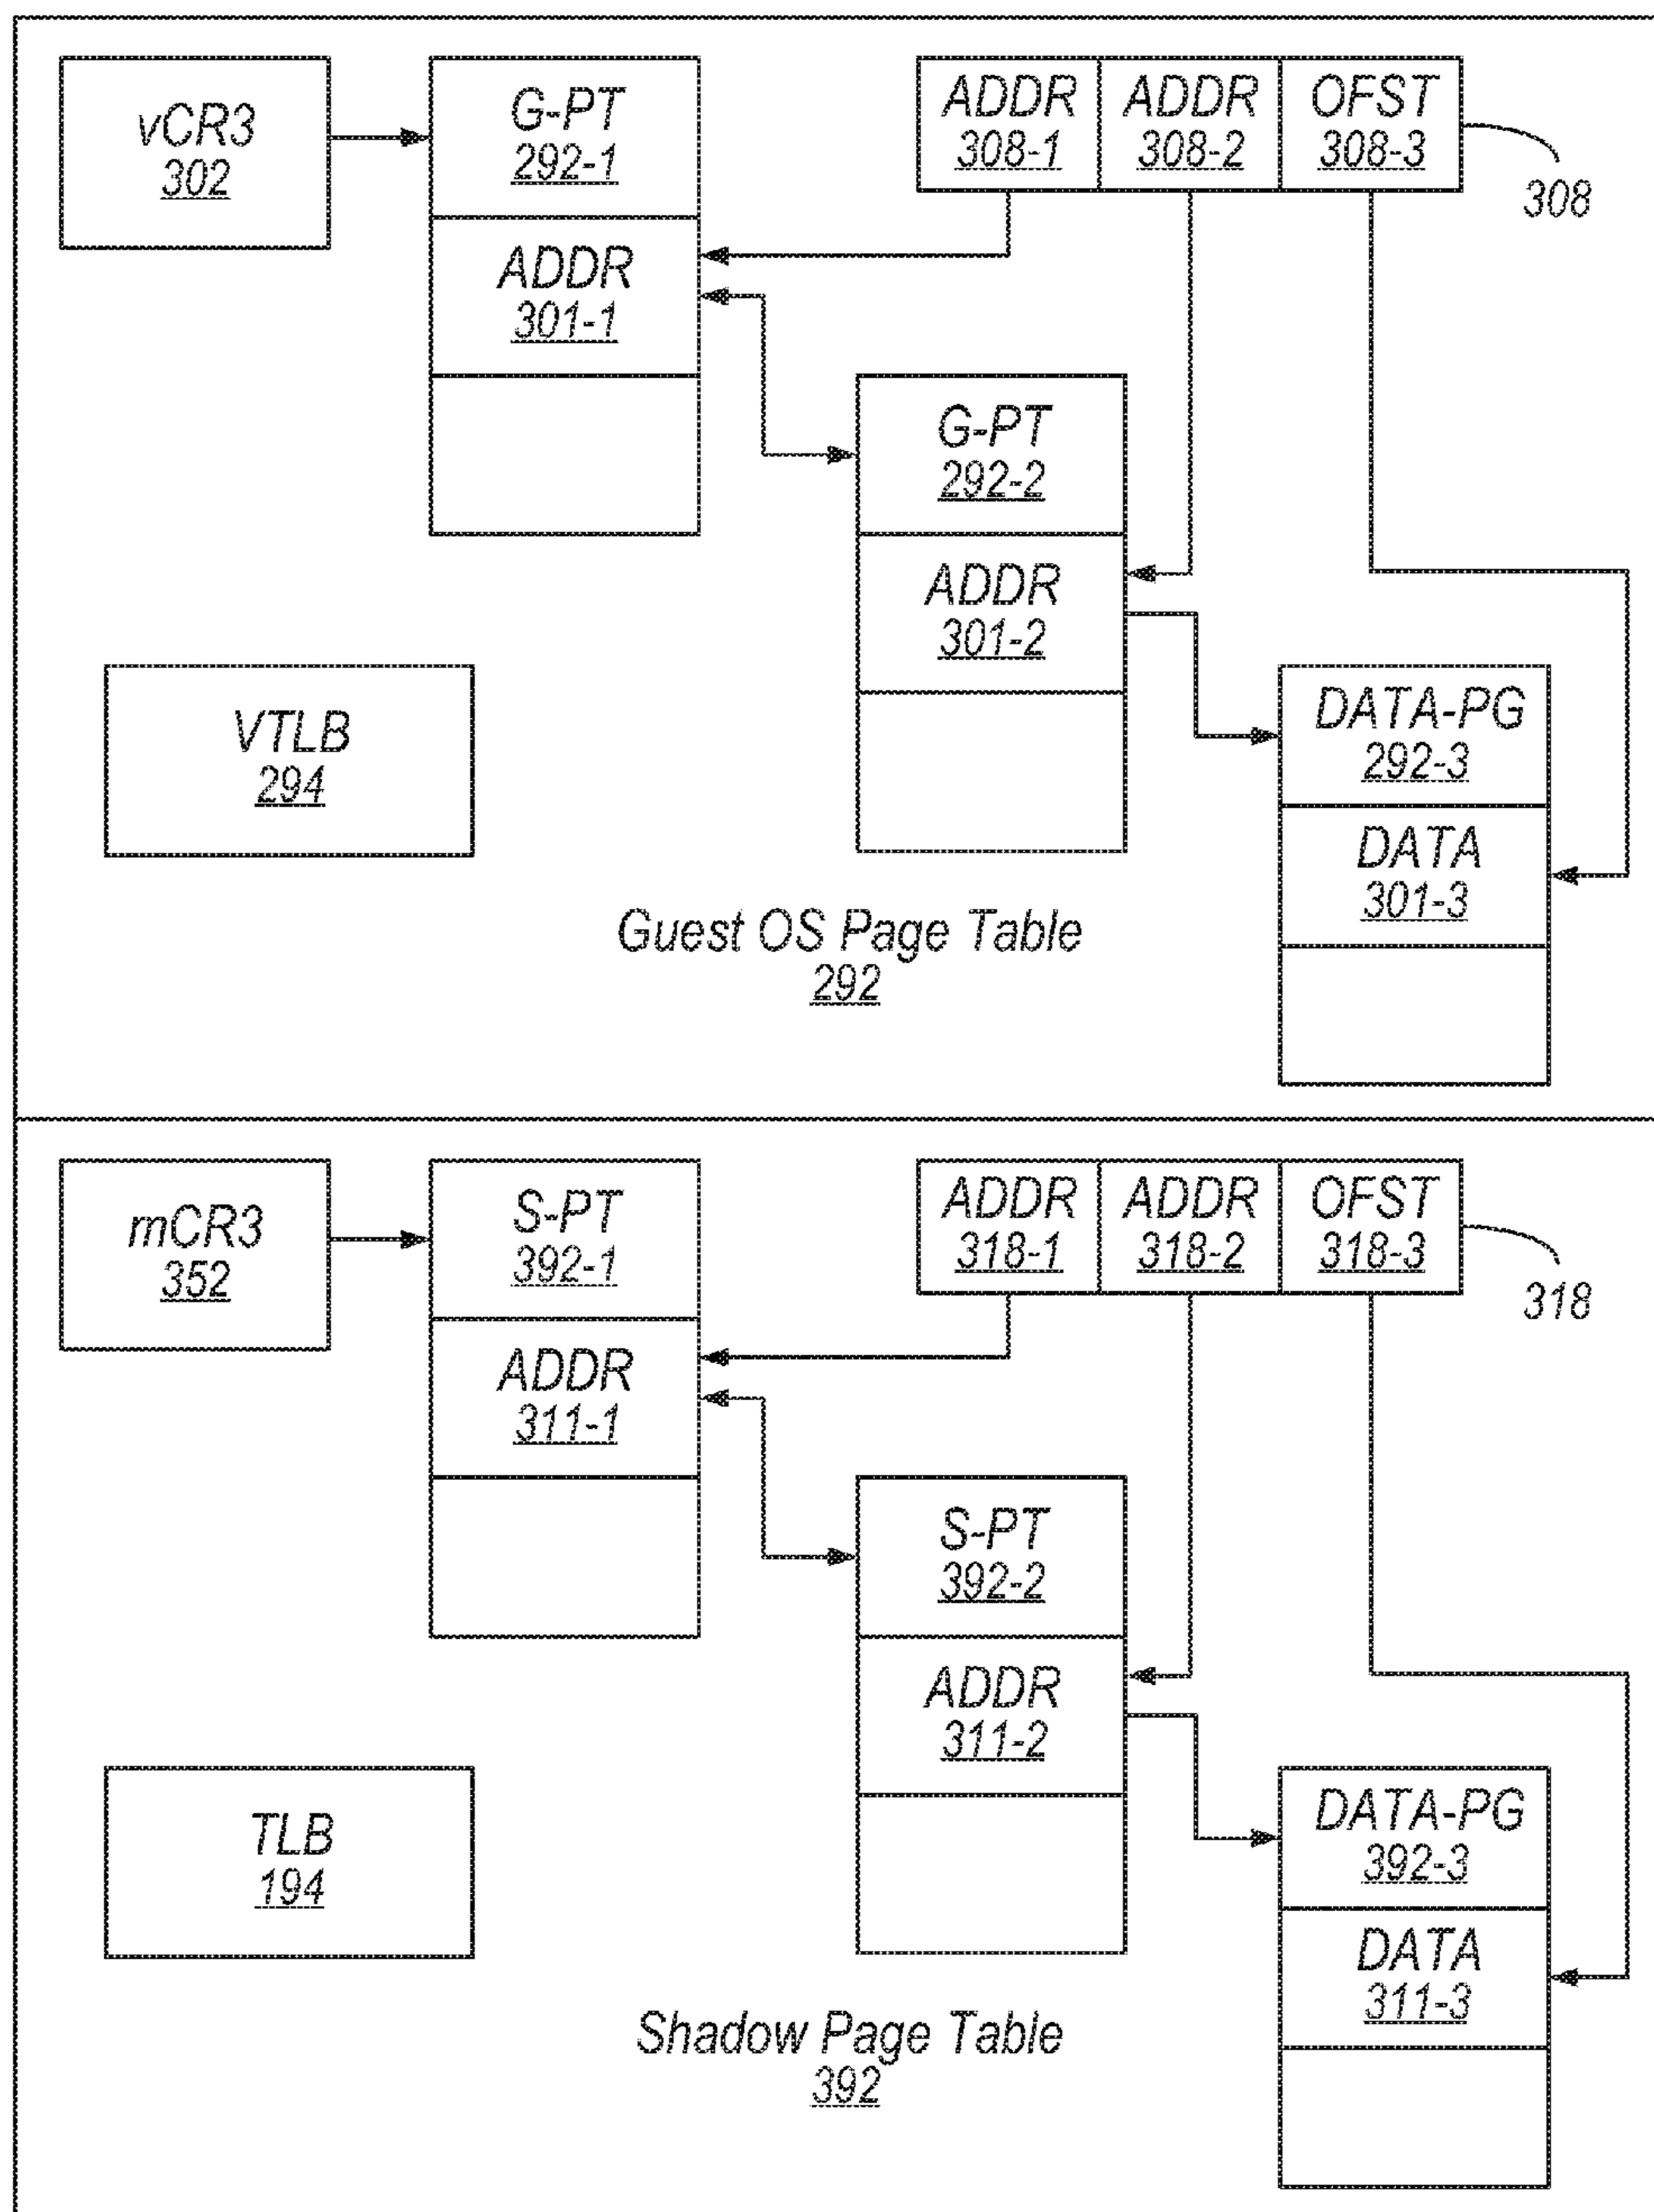 vCR3
302
G-PT
292-1
ADDR
301-1
ADDR
308-1
ADDR
308-2
OFST
308-3
308
G-PT
292-2
ADDR
301-2
VTLB
294
DATA-PG
292-3
DATA
301-3
Guest OS Page Table
292
mCR3
352
S-PT
392-1
ADDR
311-1
ADDR
318-1
ADDR
318-2
OFST
318-3
318
S-PT
392-2
ADDR
311-2
TLB
194
DATA-PG
392-3
DATA
311-3
Shadow Page Table
392